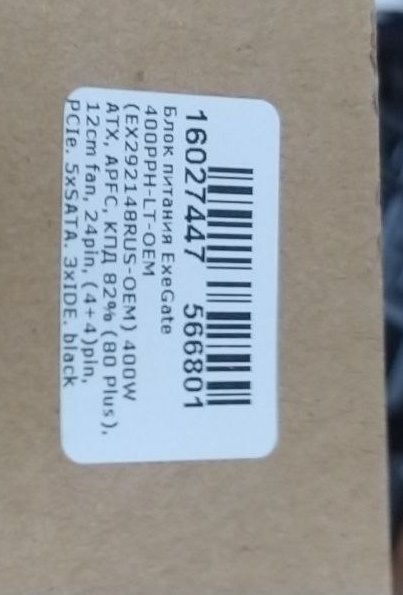 16027447 566801
Блок питания ExeGate
400PPH-LT-OEM
(EX292148RUS-OEM) 400W
ATX, APFC, КПД 82% (80 Plus),
12cm fan, 24pin, (4+4)pin,
PCIe, 5xSATA, 3xIDE, black